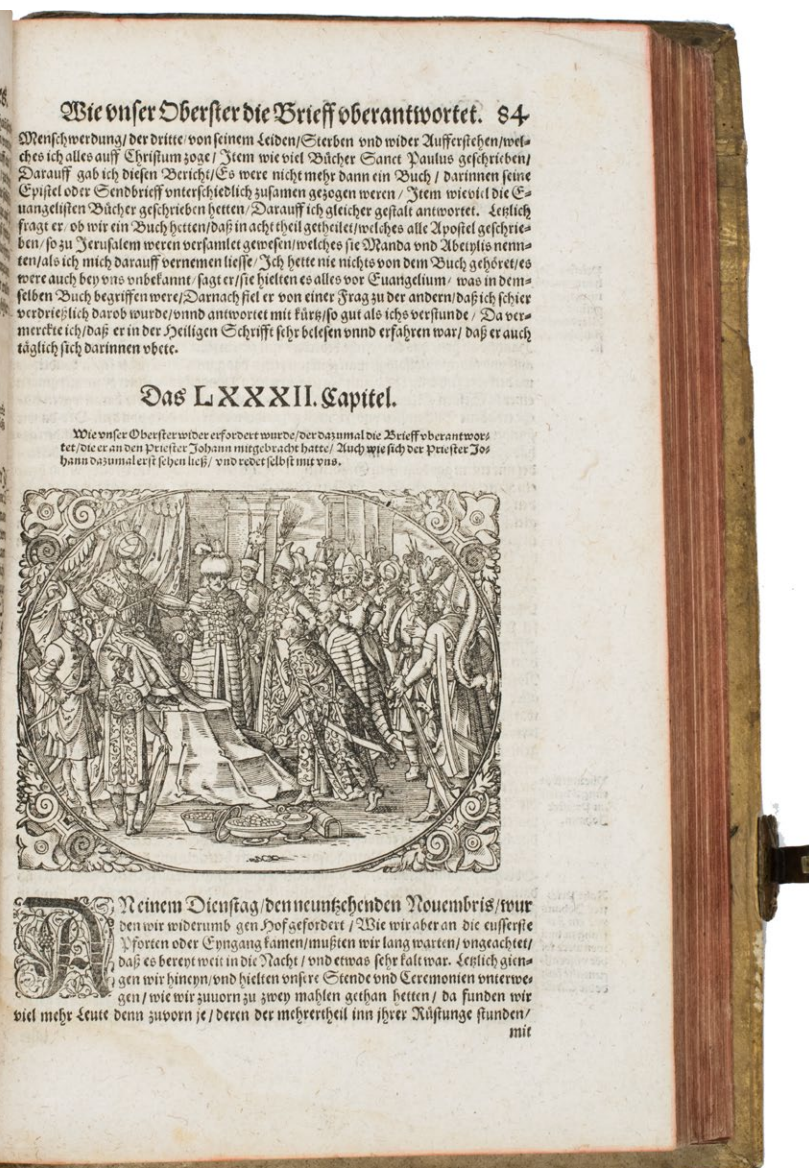 Wie vnser Oberster die Brieff vberantwortet. 84
Menschwerdung/ der dritte von seinem Leiden/Sterben vnd wider Aufferstehen/wel-
ches ich alles auff Christum zoge/ Item wie viel Bücher Sanct Paulus geschrieben/
Darauff gab ich diesen Bericht/Es were nicht mehr dann ein Buch/ darinnen seine
Epistel oder Sendbrieff vnterschiedlich zusamen gezogen weren/ Item wieviel die E-
uangelisten Bücher geschrieben hetten/Darauff ich gleicher gestalt antwortet. Letzlich
fragt er/ ob wir ein Buch hetten/daß in acht theil getheilet/welches alle Apostel geschrie-
ben/ so zu Jerusalem weren versamlet gewesen/welches sie Manda vnd Abetylis nenn-
ten/als ich mich darauff vernemen liesse/Ich hette nie nichts von dem Buch gehöret/es
were auch bey vns vnbekannt/ sagt er/sie hielten es alles vor Euangelium/ was in dem-
selben Buch begriffen were/Darnach fiel er von einer Frag zu der andern/daß ich schier
verdrießlich darob wurde/vnnd antwortet mit kürtz/so gut als ichs verstunde/ Da ver-
merckte ich/daß er in der Heiligen Schrifft sehr belesen vnnd erfahren war/ daß er auch
täglich sich darinnen vbete.
Das LXXXII. Capitel.
Wie vnser Oberster wider erfordert wurde/der dazumal die Brieff vberantwor-
tet/die er an den Priester Johann mitgebracht hatte/ Auch wie sich der Priester Jo-
hann dazumal erst sehen ließ/ vnd redet selbst mit vns.
AN einem Dienstag/den neuntzehenden Nouembris/wur
den wir widerumb gen Hof gefordert/Wie wir aber an die eusserste
Pforten oder Eyngang kamen/mußten wir lang warten/ vngeachtet/
daß es bereyt weit in die Nacht/ vnd etwas sehr kalt war. Letzlich gien-
gen wir hineyn/vnd hielten vnsere Stende vnd Ceremonien vnterwe-
gen/ wie wir zuuorn zu zwey mahlen gethan hetten/ da funden wir
viel mehr Leute denn zuvorn je/ deren der mehrertheil inn jhrer Rüstunge stunden/
mit